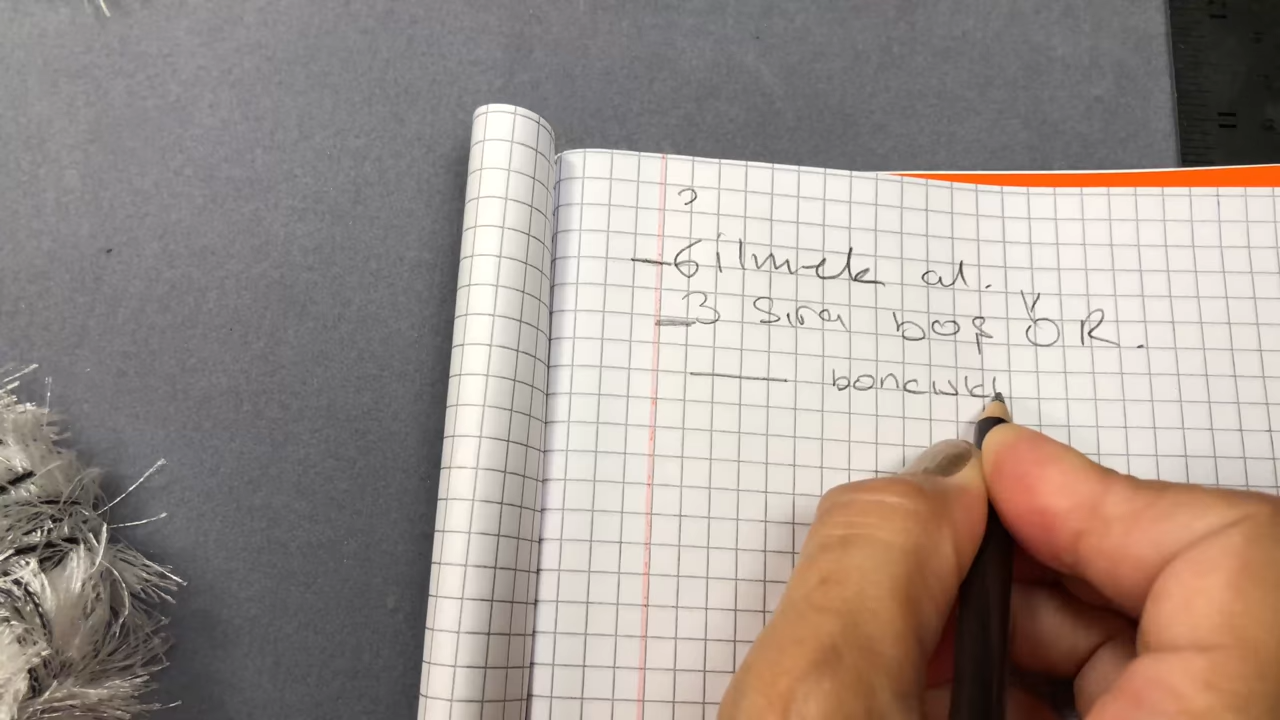 -6 ilmek al.
-3 sıra boş ÖR.
— boncuklu